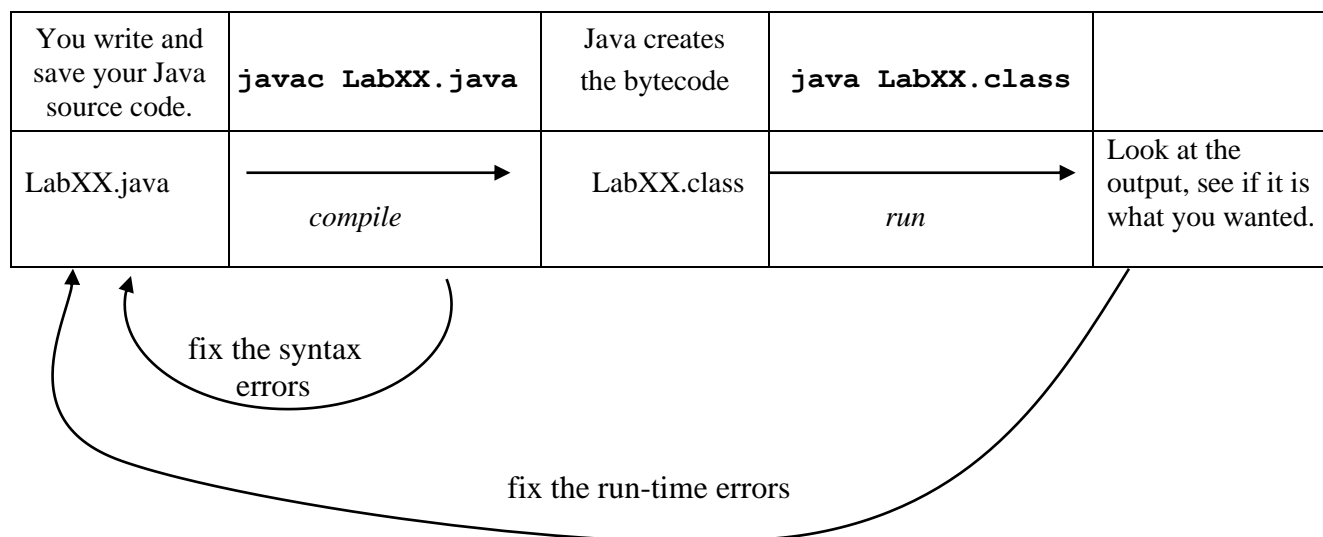 You write and
save your Java
source code.
javac LabXX.java
Java creates
the bytecode
java LabXX.class
LabXX.java
compile
LabXX.class
run
Look at the
output, see if it is
what you wanted.
fix the syntax
errors
fix the run-time errors